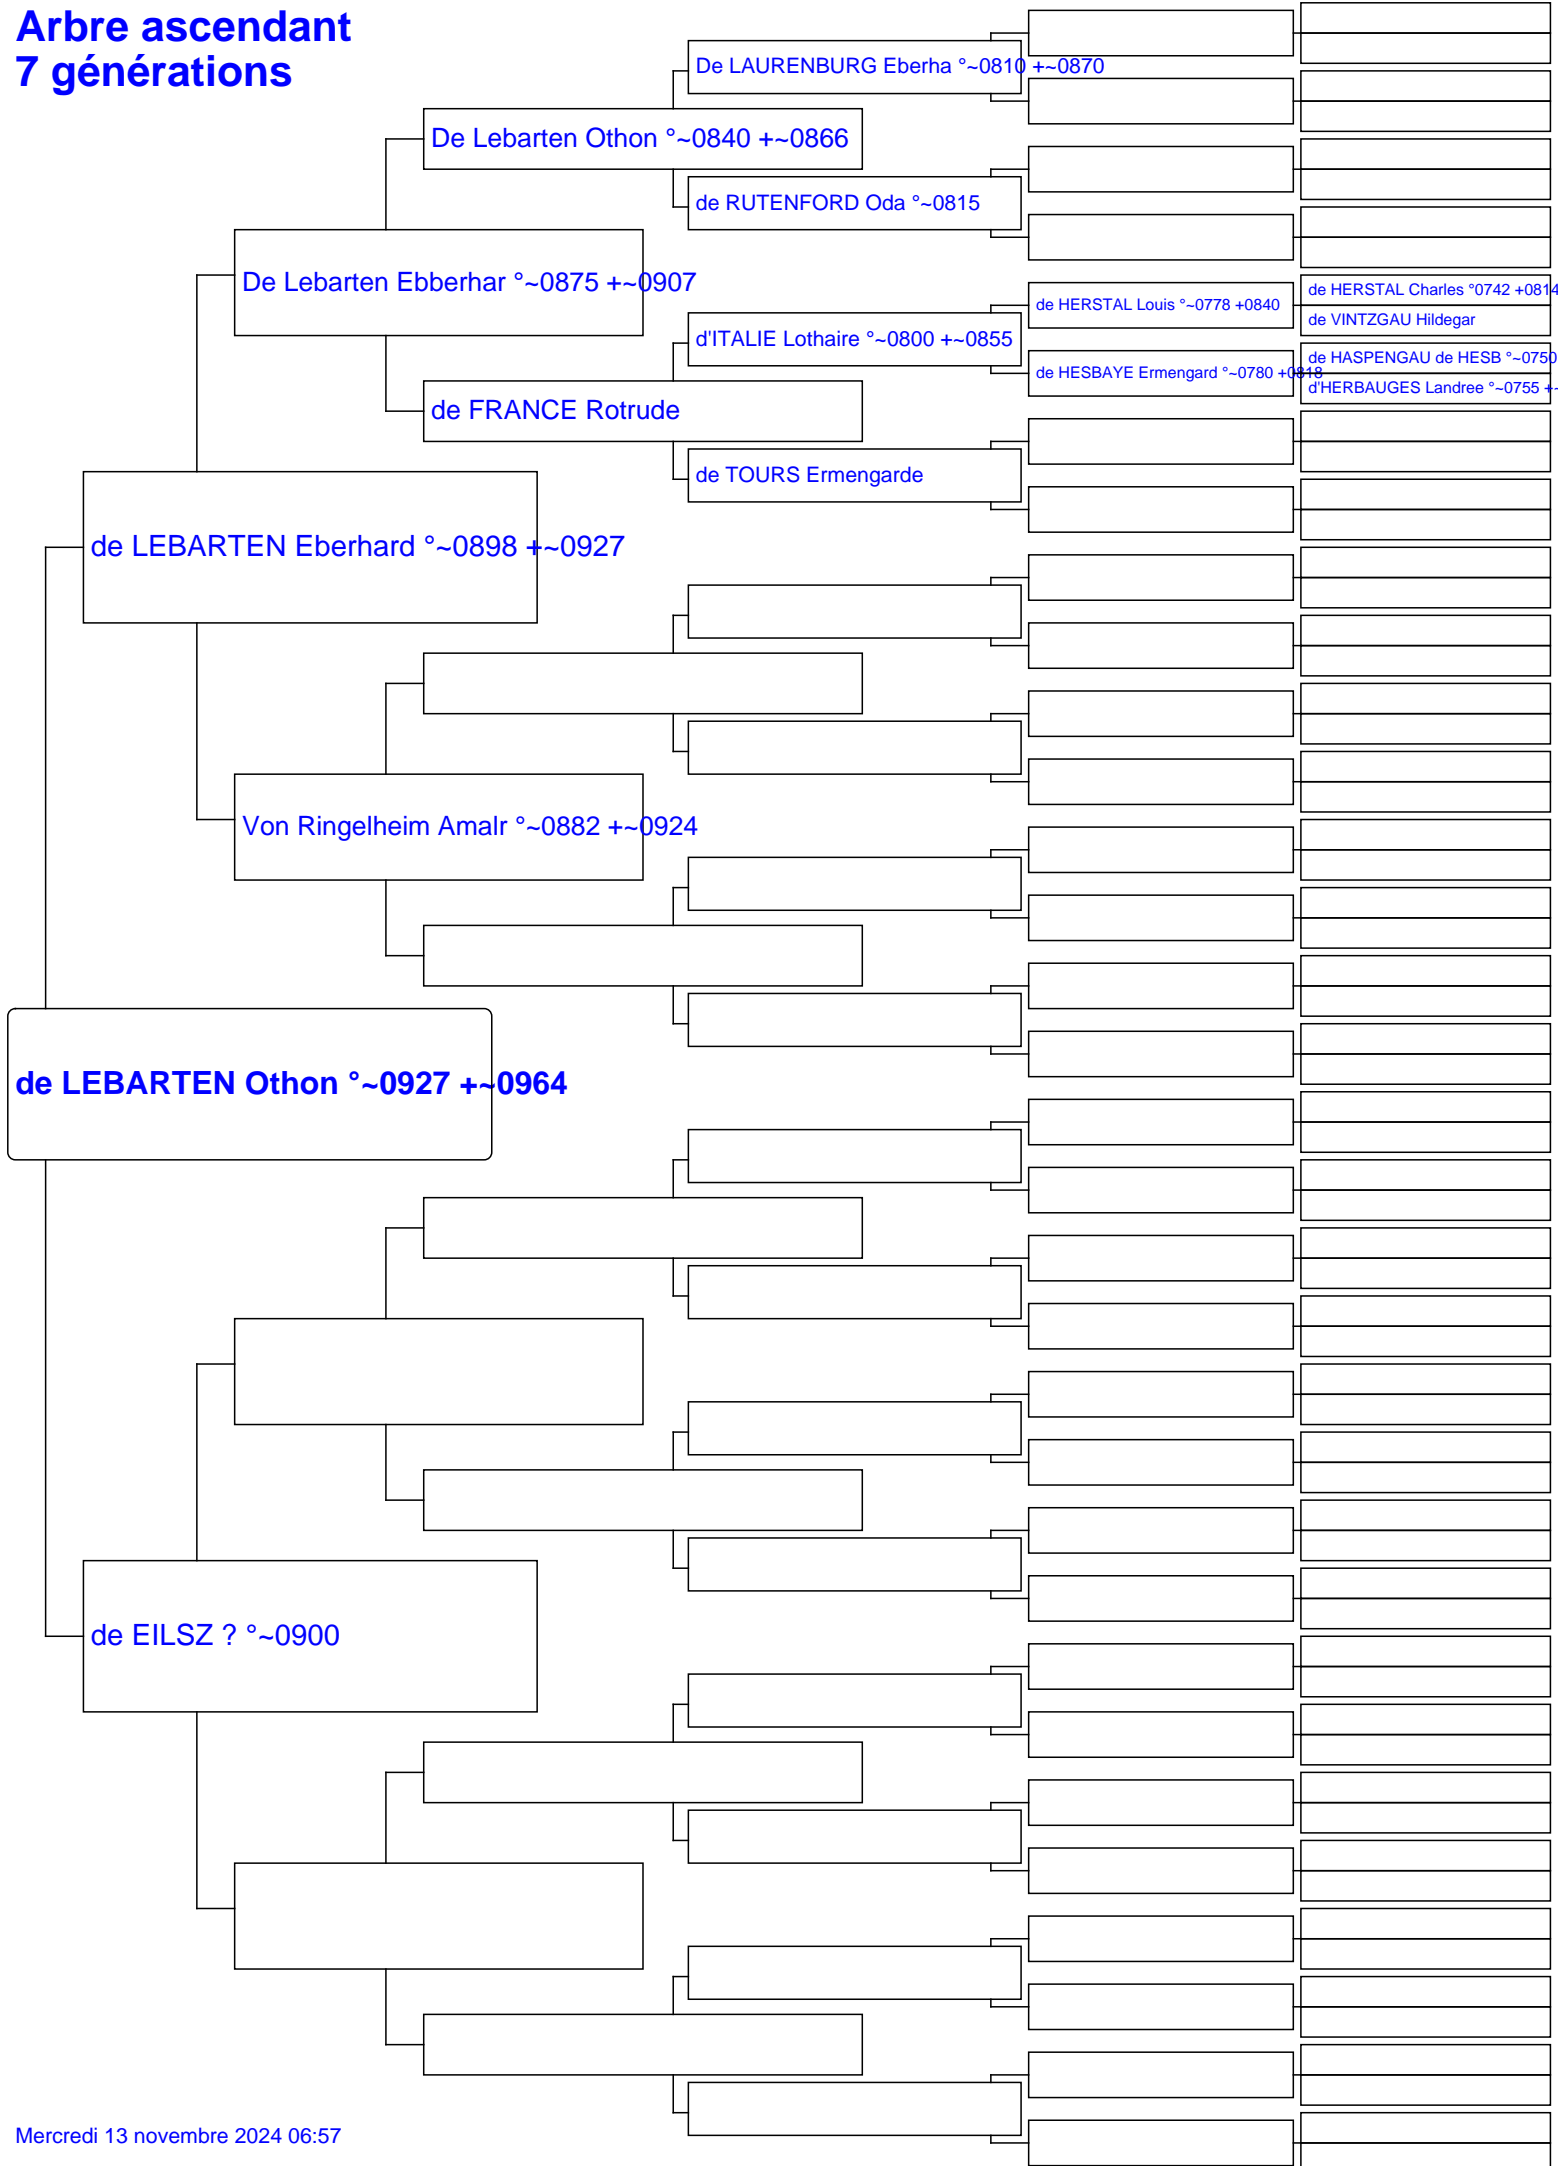 Arbre ascendant
7 générations
De LAURENBURG Eberha °~0810 +~0870
De Lebarten Othon °~0840 +~0866
de RUTENFORD Oda °~0815
De Lebarten Ebberhar °~0875 +~0907
de HERSTAL Charles °0742 +0814
de HERSTAL Louis °~0778 +0840
de VINTZGAU Hildegar
d'ITALIE Lothaire °~0800 +~0855
de HASPENGAU de HESB °~0750
de HESBAYE Ermengard °~0780 +0818
d'HERBAUGES Landree °~0755 +~
de FRANCE Rotrude
de TOURS Ermengarde
de LEBARTEN Eberhard °~0898 +~0927
Von Ringelheim Amalr °~0882 +~0924
de LEBARTEN Othon °~0927 +~0964
de EILSZ ? °~0900
Mercredi 13 novembre 2024 06:57